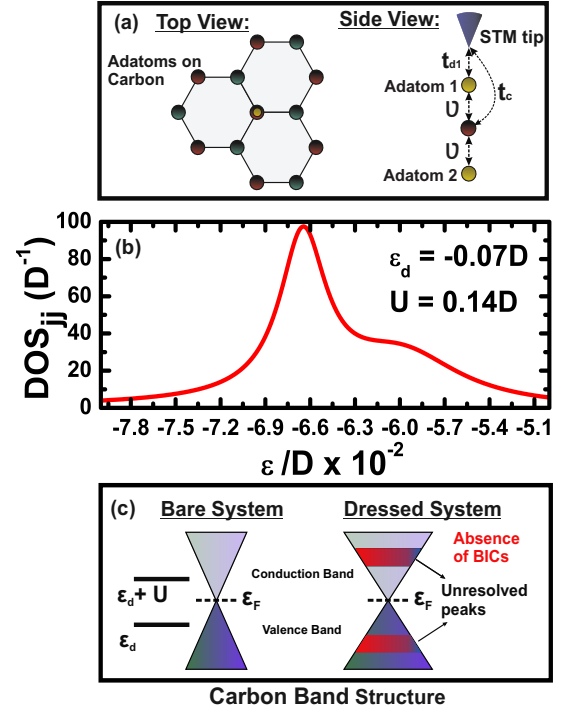 (a) Top View: Side View:
Adatoms on
Carbon
STM tip
t_d1
Adatom 1
t_c
υ
υ
Adatom 2
(b)
ε_d = -0.07D
U = 0.14D
DOS_jj (D^-1)
100
80
60
40
20
0
-7.8 -7.5 -7.2 -6.9 -6.6 -6.3 -6.0 -5.7 -5.4 -5.1
ε /D x 10^-2
(c) Bare System Dressed System
Absence
of BICs
Conduction Band
Unresolved
peaks
ε_d + U
ε_F
ε_F
ε_d
Valence Band
Carbon Band Structure